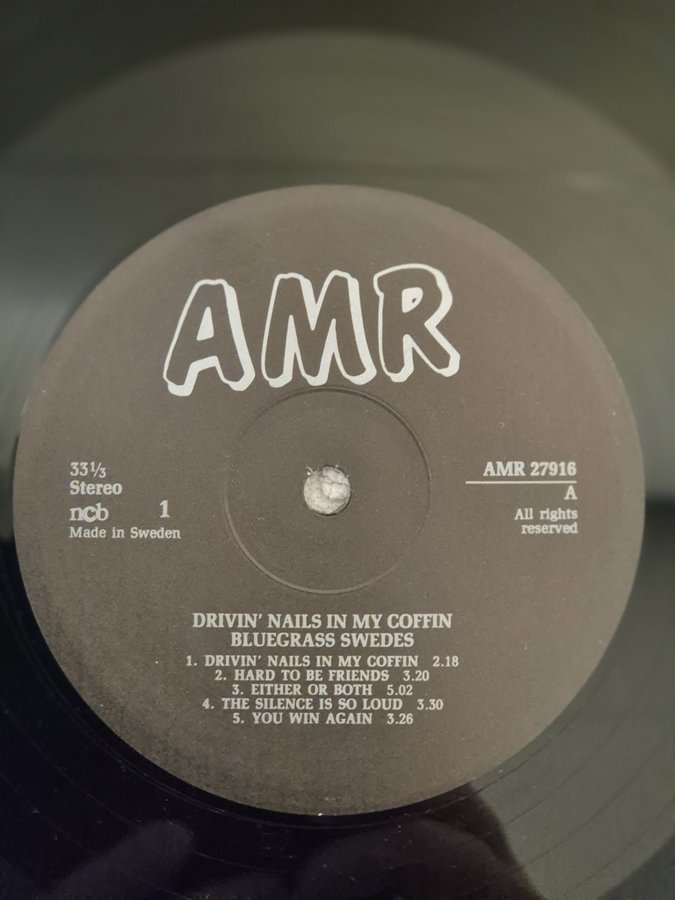 AMR
33⅓
Stereo
ncb 1
Made in Sweden
AMR 27916
A
All rights
reserved
DRIVIN' NAILS IN MY COFFIN
BLUEGRASS SWEDES
1. DRIVIN' NAILS IN MY COFFIN 2.18
2. HARD TO BE FRIENDS 3.20
3. EITHER OR BOTH 5.02
4. THE SILENCE IS SO LOUD 3.30
5. YOU WIN AGAIN 3.26